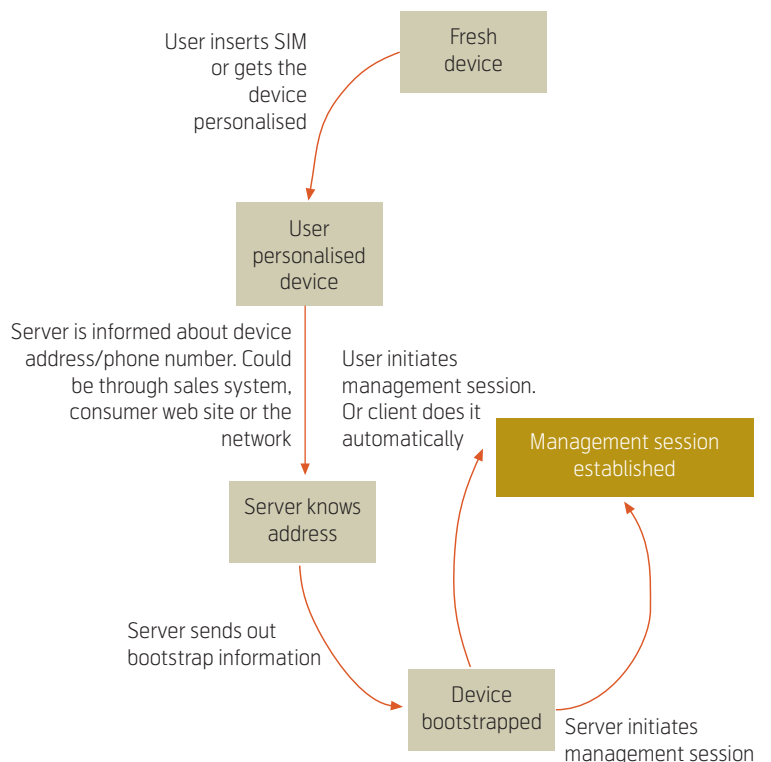 User inserts SIM
or gets the
device
personalised
Fresh
device
User
personalised
device
Server is informed about device
address/phone number. Could
be through sales system,
consumer web site or the
network
User initiates
management session.
Or client does it
automatically
Management session
established
Server knows
address
Server sends out
bootstrap information
Device
bootstrapped
Server initiates
management session